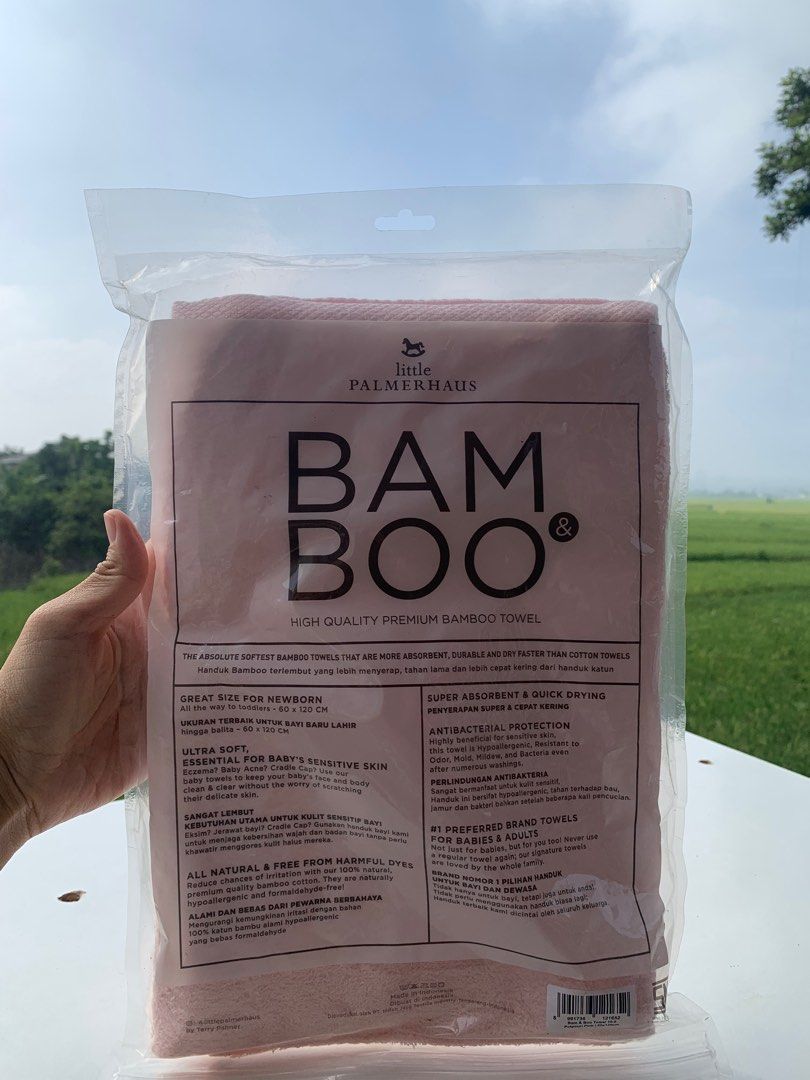 little
PALMERHAUS
BAM
BOO &
HIGH QUALITY PREMIUM BAMBOO TOWEL
THE ABSOLUTE SOFTEST BAMBOO TOWELS THAT ARE MORE ABSORBENT, DURABLE AND DRY FASTER THAN COTTON TOWELS
Handuk Bamboo terlembut yang lebih menyerap, tahan lama dan lebih cepat kering dari handuk katun
GREAT SIZE FOR NEWBORN
All the way to toddlers - 60 x 120 CM
UKURAN TERBAIK UNTUK BAYI BARU LAHIR
hingga balita - 60 x 120 CM
ULTRA SOFT,
ESSENTIAL FOR BABY'S SENSITIVE SKIN
Eczema? Baby Acne? Cradle Cap? Use our
baby towels to keep your baby's face and body
clean & clear without the worry of scratching
their delicate skin.
SANGAT LEMBUT
KEBUTUHAN UTAMA UNTUK KULIT SENSITIF BAYI
Eksim? Jerawat bayi? Cradle Cap? Gunakan handuk bayi kami
untuk menjaga kebersihan wajah dan badan bayi tanpa perlu
khawatir menggores kulit halus mereka.
ALL NATURAL & FREE FROM HARMFUL DYES
Reduce chances of irritation with our 100% natural,
premium quality bamboo cotton. They are naturally
hypoallergenic and formaldehyde-free!
ALAMI DAN BEBAS DARI PEWARNA BERBAHAYA
Mengurangi kemungkinan iritasi dengan bahan
100% katun bambu alami hypoallergenic
yang bebas formaldehyde
SUPER ABSORBENT & QUICK DRYING
PENYERAPAN SUPER & CEPAT KERING
ANTIBACTERIAL PROTECTION
Highly beneficial for sensitive skin,
this towel is Hypoallergenic, Resistant to
Odor, Mold, Mildew, and Bacteria even
after numerous washings.
PERLINDUNGAN ANTIBAKTERIA
Sangat bermanfaat untuk kulit sensitif,
Handuk ini bersifat hypoallergenic, tahan terhadap bau,
jamur dan bakteri bahkan setelah beberapa kali pencucian.
#1 PREFERRED BRAND TOWELS
FOR BABIES & ADULTS
Not just for babies, but for you too! Never use
a regular towel again; our signature towels
are loved by the whole family.
BRAND NOMOR 1 PILIHAN HANDUK
UNTUK BAYI DAN DEWASA
Tidak hanya untuk bayi, tetapi juga untuk anda!
Tidak perlu menggunakan handuk biasa lagi;
Handuk terbaik kami dicintai oleh seluruh keluarga.
@littlepalmerhaus
by Terry Palmer
Made in Indonesia
Dibuat di Indonesia
8 991734 121642